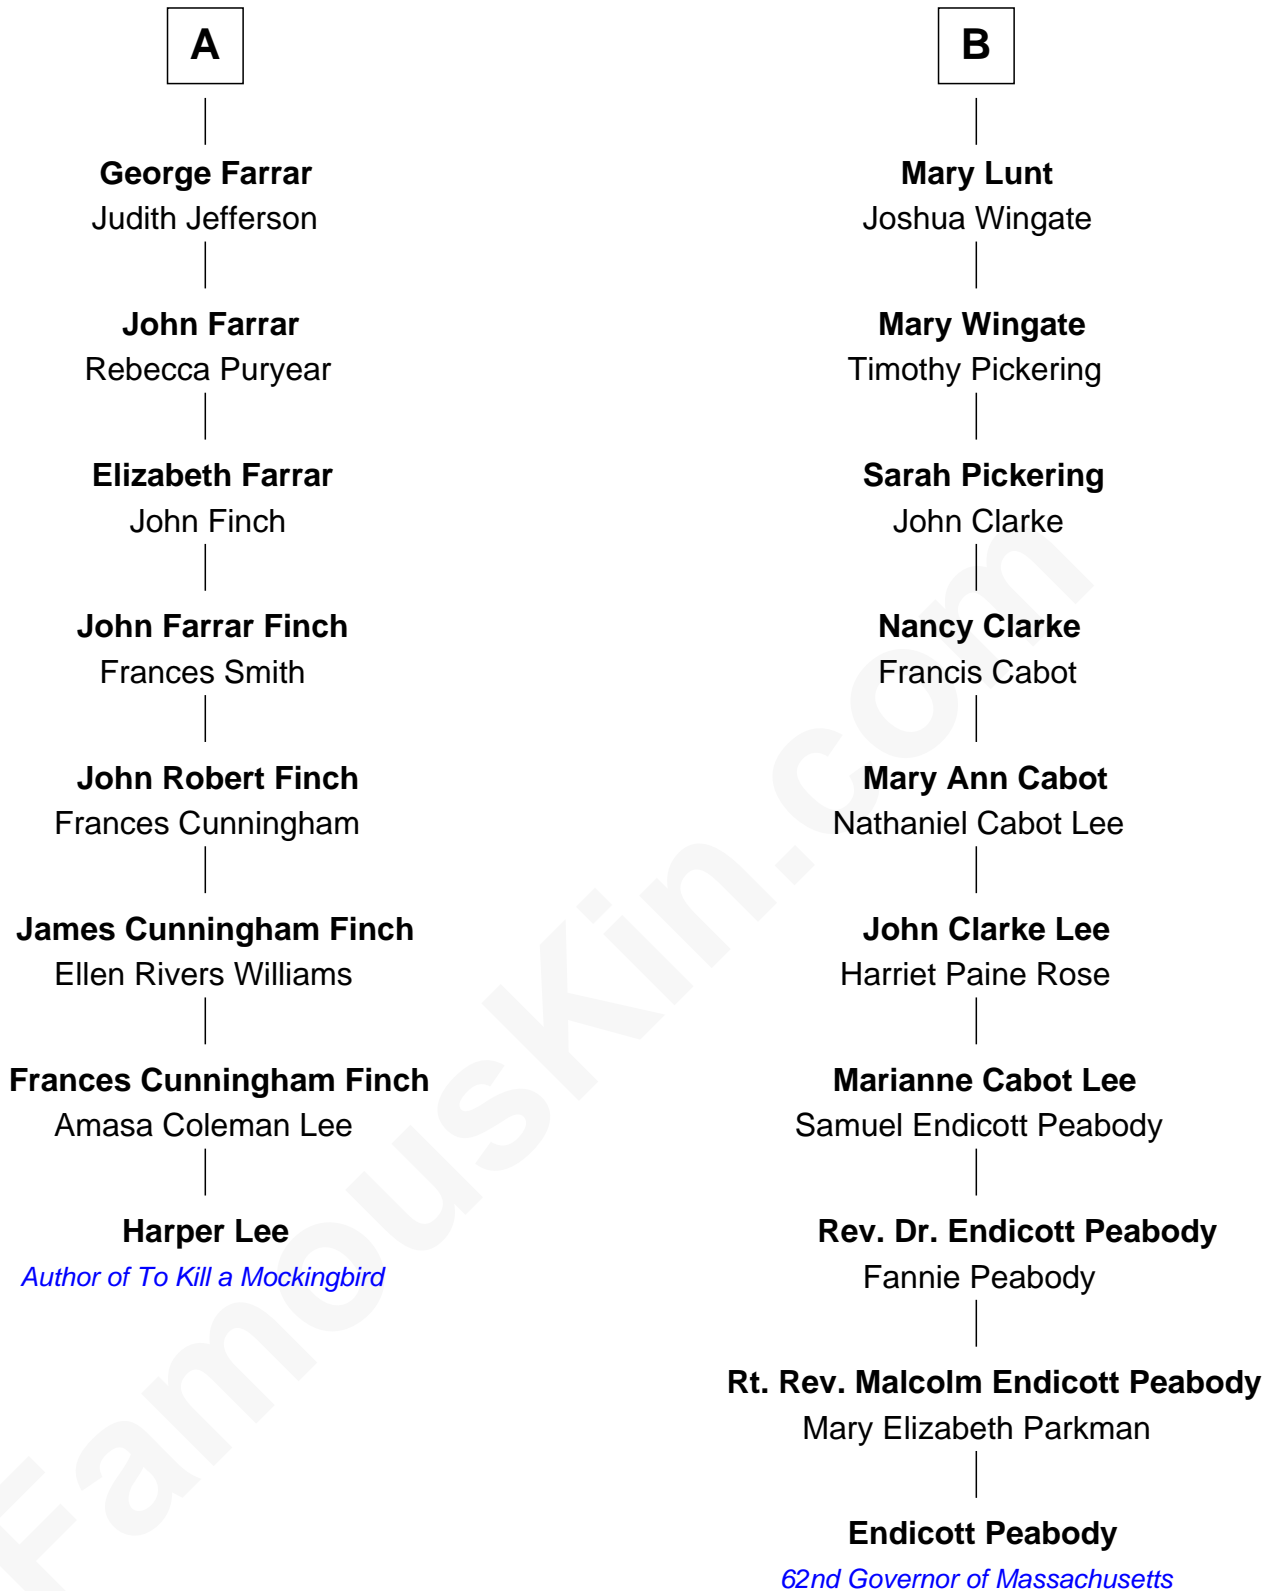 A
George Farrar
Judith Jefferson
John Farrar
Rebecca Puryear
Elizabeth Farrar
John Finch
John Farrar Finch
Frances Smith
John Robert Finch
Frances Cunningham
James Cunningham Finch
Ellen Rivers Williams
Frances Cunningham Finch
Amasa Coleman Lee
Harper Lee
Author of To Kill a Mockingbird
B
Mary Lunt
Joshua Wingate
Mary Wingate
Timothy Pickering
Sarah Pickering
John Clarke
Nancy Clarke
Francis Cabot
Mary Ann Cabot
Nathaniel Cabot Lee
John Clarke Lee
Harriet Paine Rose
Marianne Cabot Lee
Samuel Endicott Peabody
Rev. Dr. Endicott Peabody
Fannie Peabody
Rt. Rev. Malcolm Endicott Peabody
Mary Elizabeth Parkman
Endicott Peabody
62nd Governor of Massachusetts
FamousKin.com